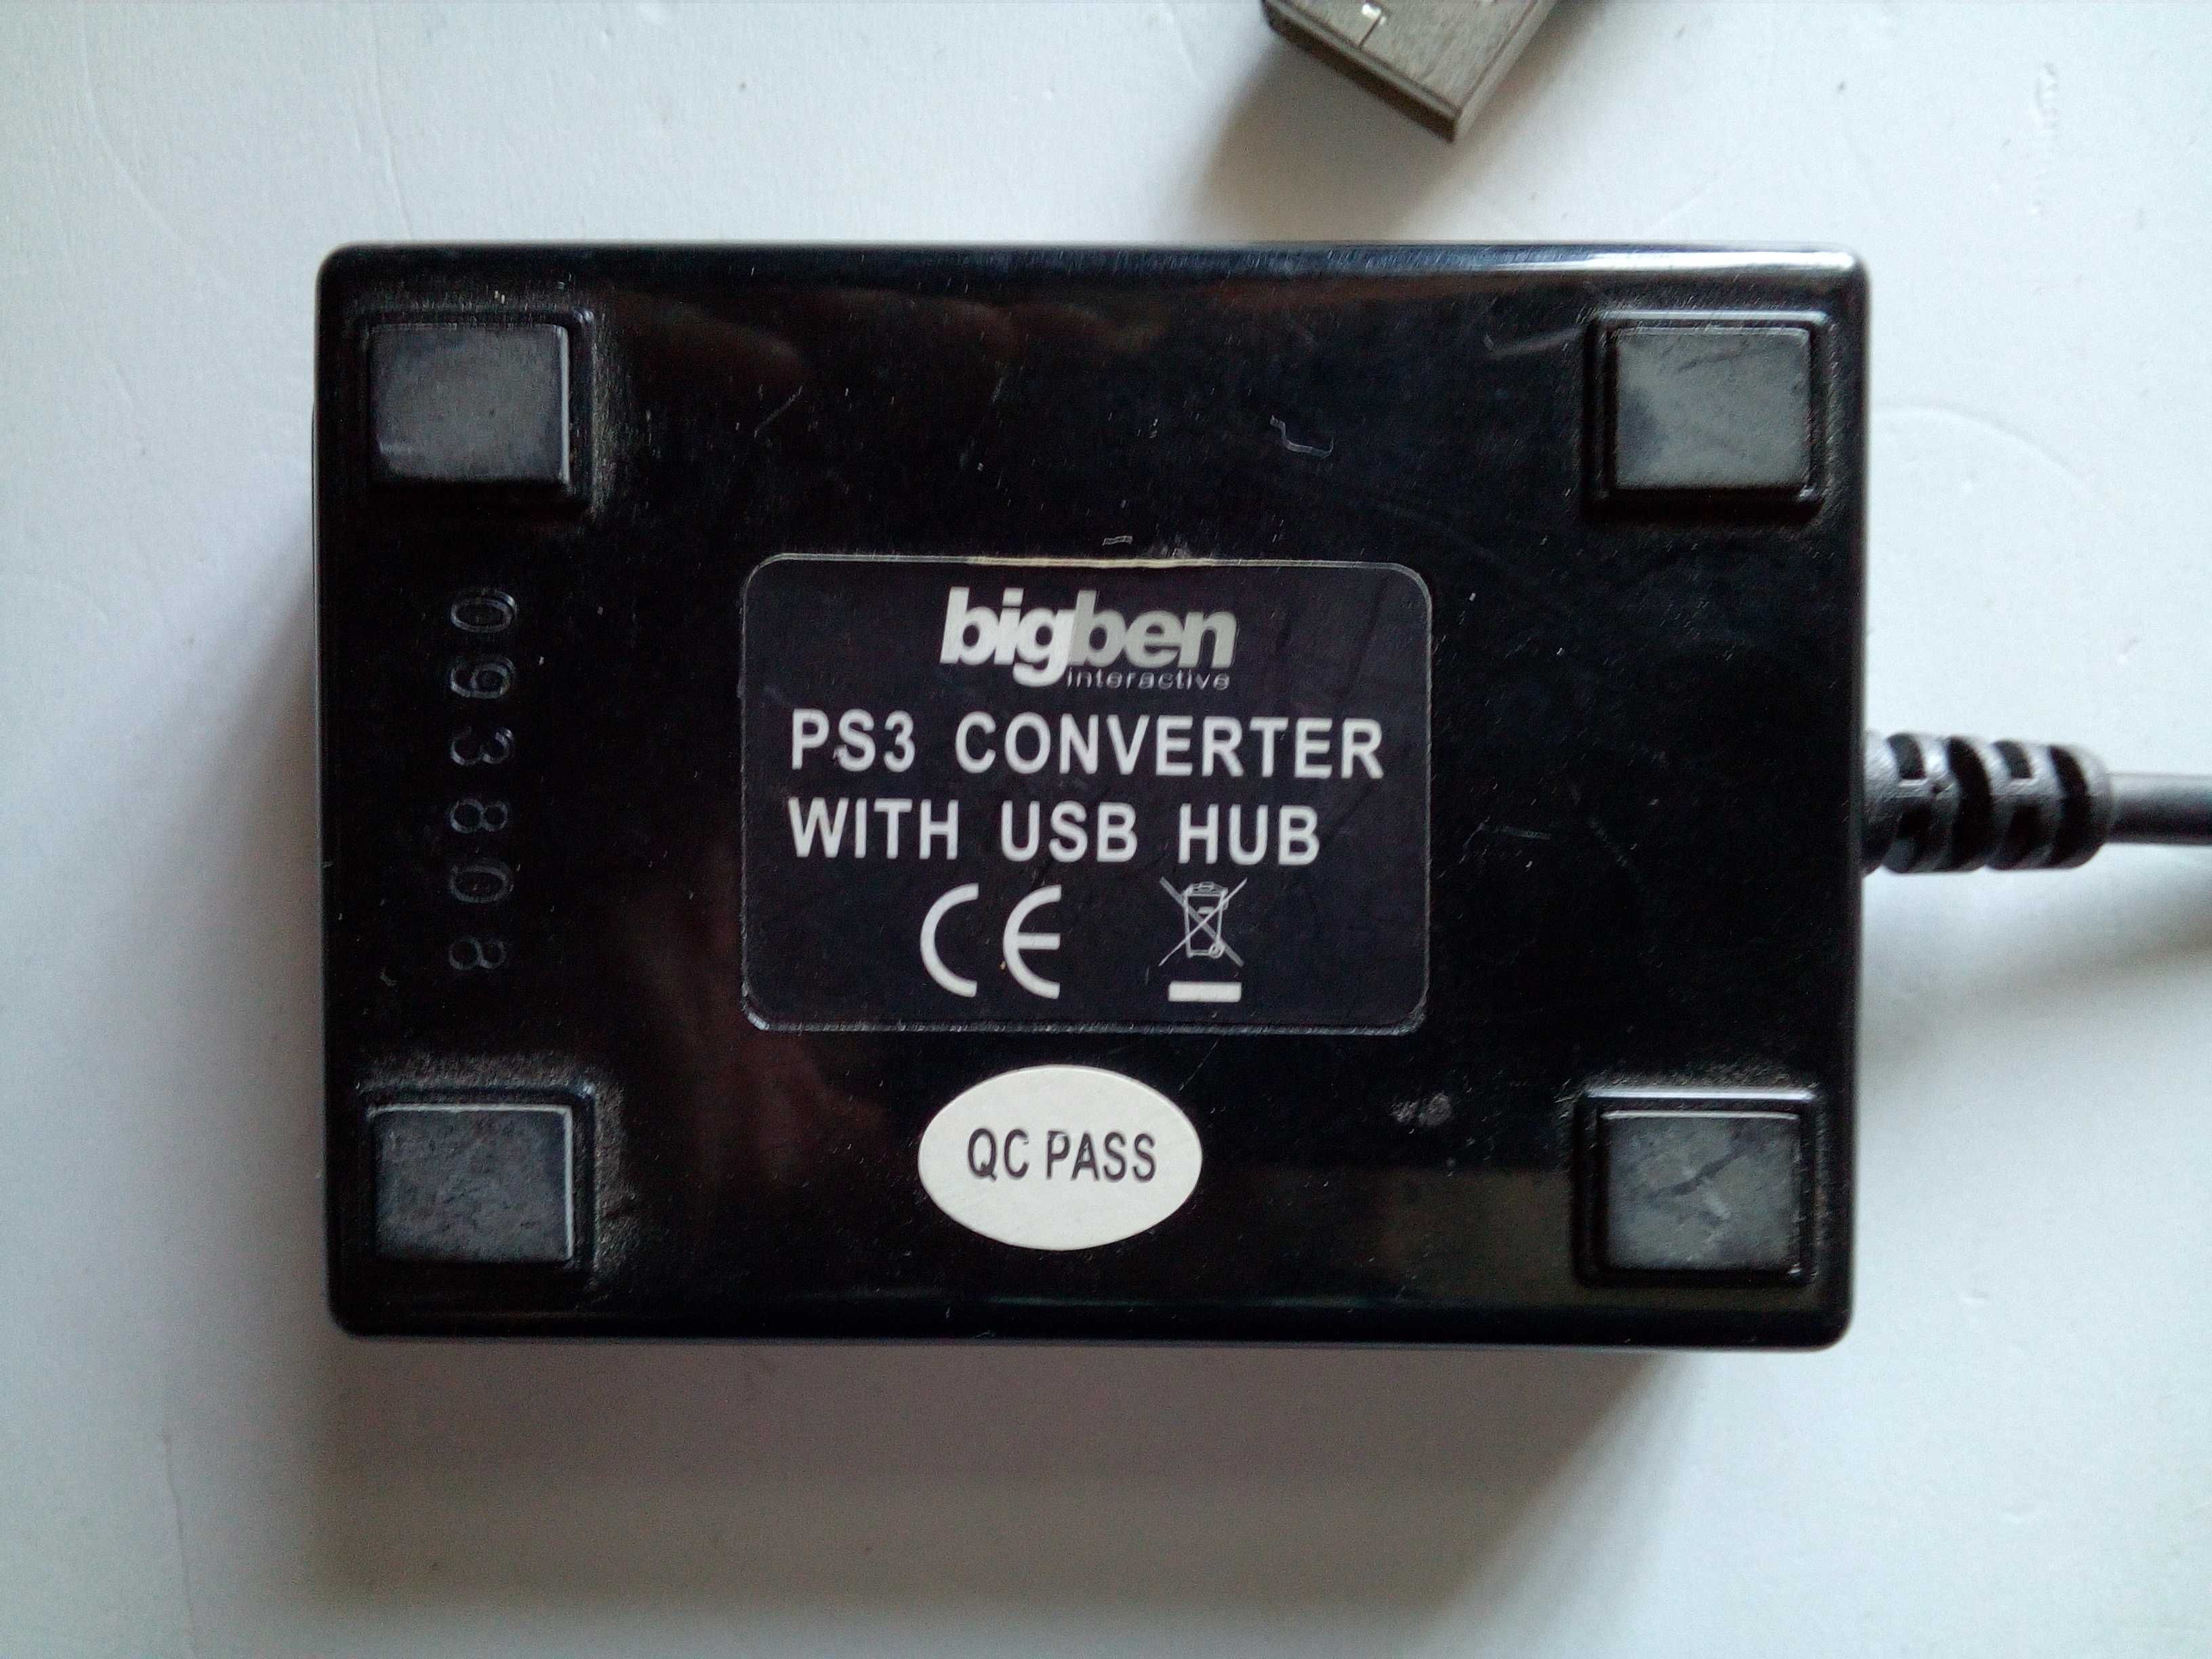 bigben
interactive
PS3 CONVERTER
WITH USB HUB
CE
QC PASS
093808